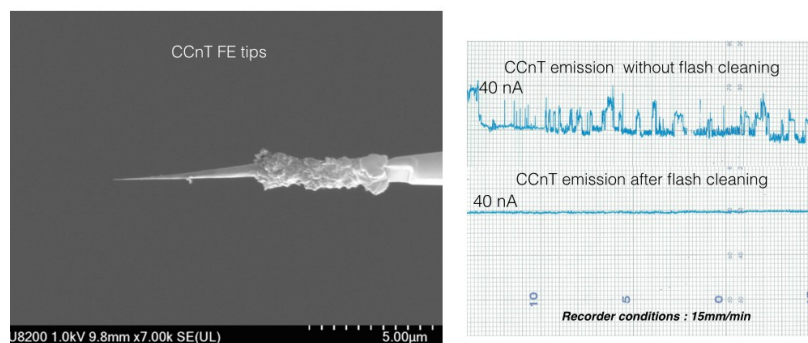 CCnT FE tips
U8200 1.0kV 9.8mm x7.00k SE(UL)
5.00μm
CCnT emission without flash cleaning
40 nA
CCnT emission after flash cleaning
40 nA
10
5
0
Recorder conditions : 15mm/min